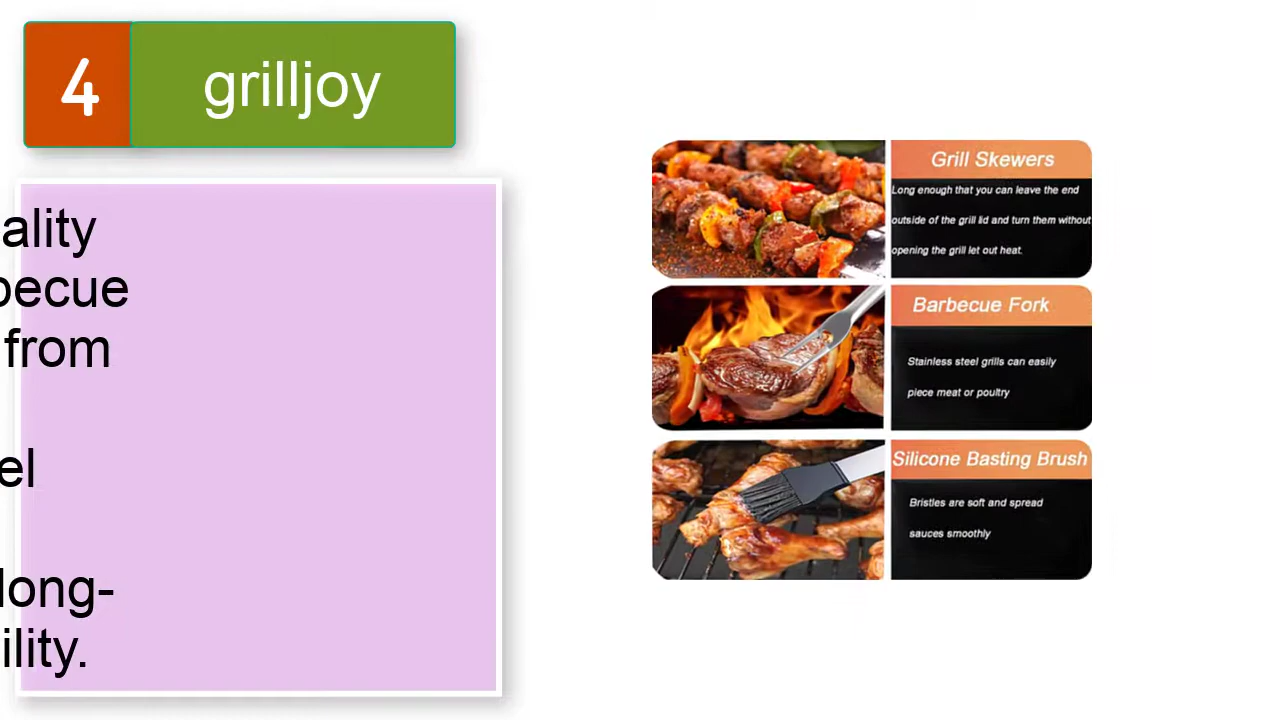 4
grilljoy
ality
becue
from
el
long-
ility.
Grill Skewers
Long enough that you can leave the end
outside of the grill lid and turn them without
opening the grill let out heat.
Barbecue Fork
Stainless steel grills can easily
piece meat or poultry
Silicone Basting Brush
Bristles are soft and spread
sauces smoothly